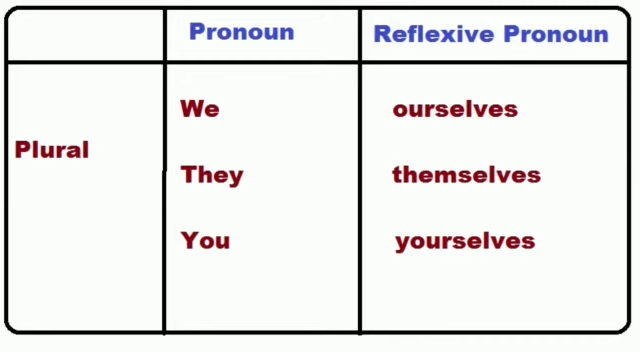 Pronoun Reflexive Pronoun
We ourselves
Plural
They themselves
You yourselves